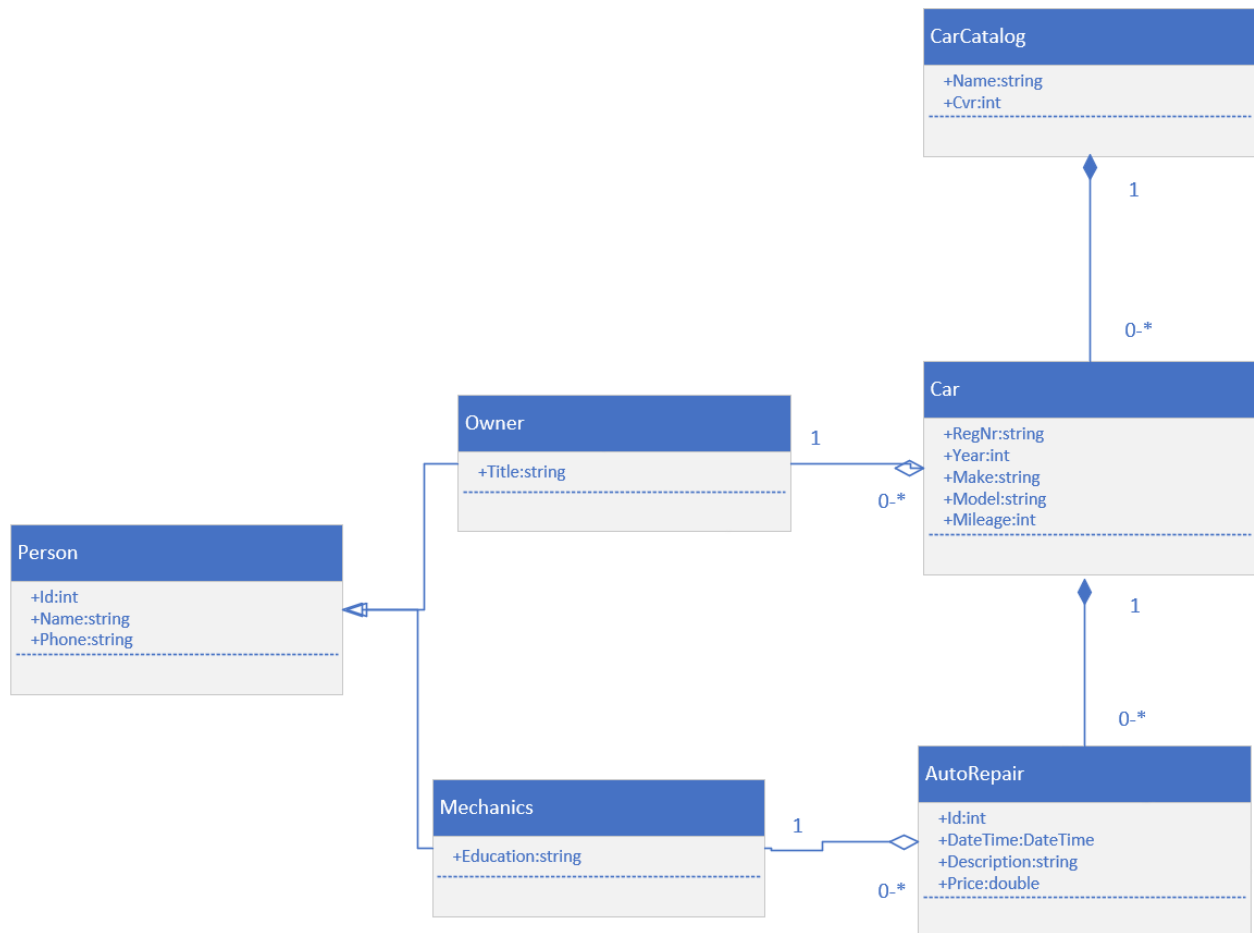 CarCatalog
+Name:string
+Cvr:int
1
0-*
Car
+RegNr:string
+Year:int
+Make:string
+Model:string
+Mileage:int
Owner
+Title:string
1
0-*
Person
+Id:int
+Name:string
+Phone:string
1
0-*
AutoRepair
+Id:int
+DateTime:DateTime
+Description:string
+Price:double
Mechanics
+Education:string
1
0-*